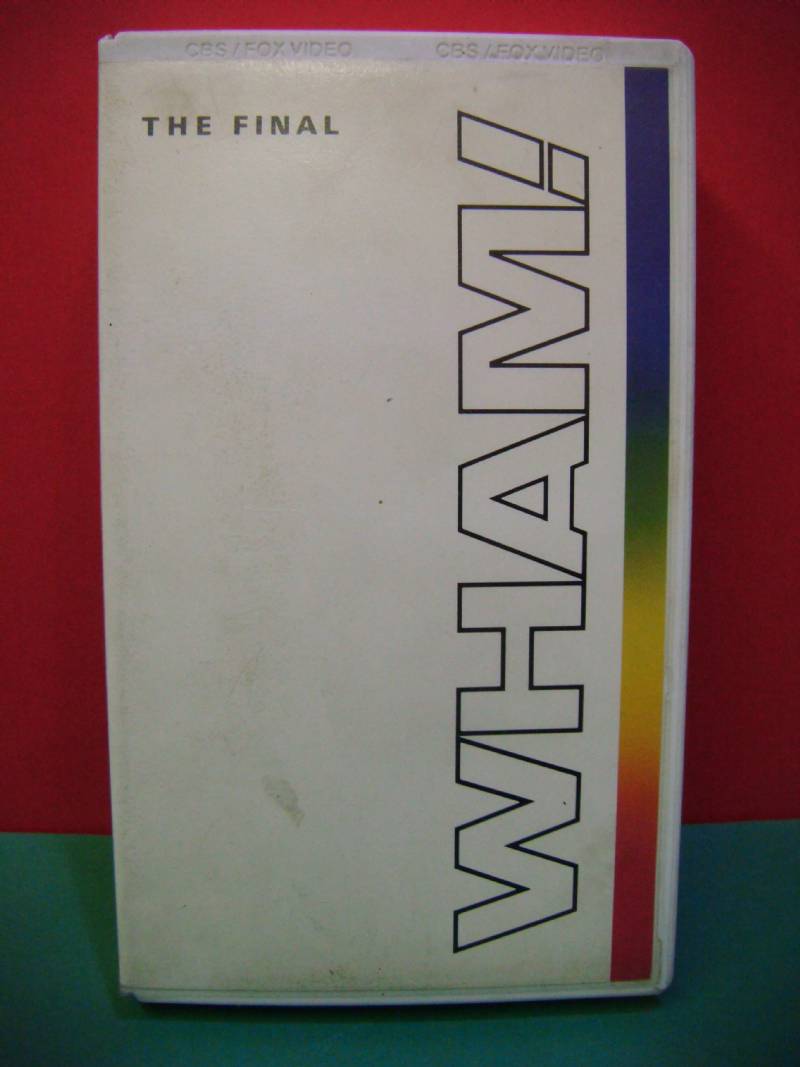 CBS / FOX VIDEO CBS / FOX VIDEO
THE FINAL
WHAM!